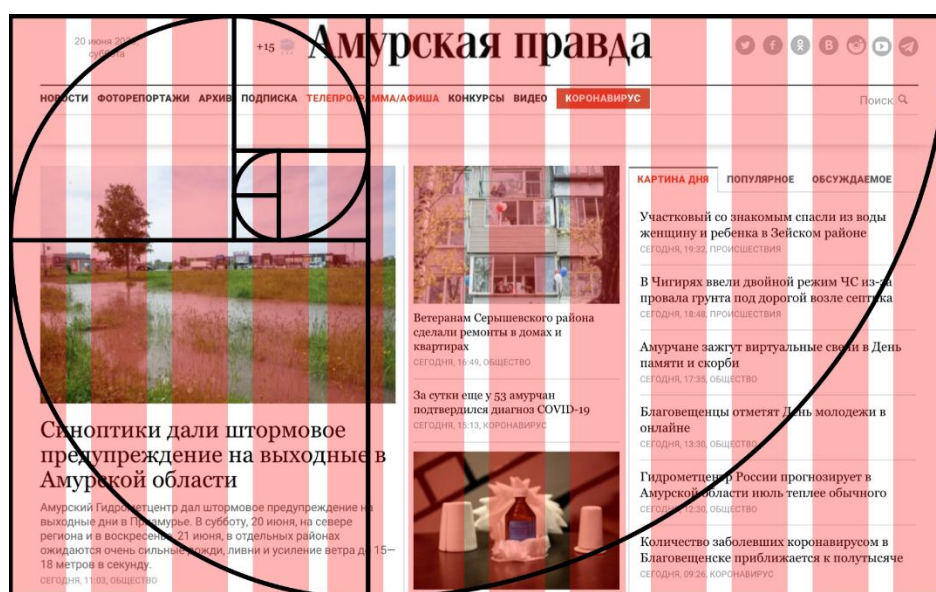 20 июня 2020,
суббота
+15
Амурская правда
НОВОСТИ ФОТОРЕПОРТАЖИ АРХИВ ПОДПИСКА ТЕЛЕПРОГРАММА/АФИША КОНКУРСЫ ВИДЕО КОРОНАВИРУС
Поиск
Синоптики дали штормовое
предупреждение на выходные в
Амурской области
Амурский Гидрометцентр дал штормовое предупреждение на
выходные дни в Приамурье. В субботу, 20 июня, на севере
региона и в воскресенье, 21 июня, в отдельных районах
ожидаются очень сильные дожди, ливни и усиление ветра до 15—
18 метров в секунду.
СЕГОДНЯ, 11:03, ОБЩЕСТВО
Ветеранам Серышевского района
сделали ремонты в домах и
квартирах
СЕГОДНЯ, 16:49, ОБЩЕСТВО
За сутки еще у 53 амурчан
подтвердился диагноз COVID-19
СЕГОДНЯ, 15:13, КОРОНАВИРУС
КАРТИНА ДНЯ ПОПУЛЯРНОЕ ОБСУЖДАЕМОЕ
Участковый со знакомым спасли из воды
женщину и ребенка в Зейском районе
СЕГОДНЯ, 19:32, ПРОИСШЕСТВИЯ
В Чигирях ввели двойной режим ЧС из-за
провала грунта под дорогой возле септика
СЕГОДНЯ, 18:48, ПРОИСШЕСТВИЯ
Амурчане зажгут виртуальные свечи в День
памяти и скорби
СЕГОДНЯ, 17:35, ОБЩЕСТВО
Благовещенцы отметят День молодежи в
онлайне
СЕГОДНЯ, 13:30, ОБЩЕСТВО
Гидрометцентр России прогнозирует в
Амурской области июль теплее обычного
СЕГОДНЯ, 12:30, ОБЩЕСТВО
Количество заболевших коронавирусом в
Благовещенске приближается к полутысяче
СЕГОДНЯ, 09:26, КОРОНАВИРУС